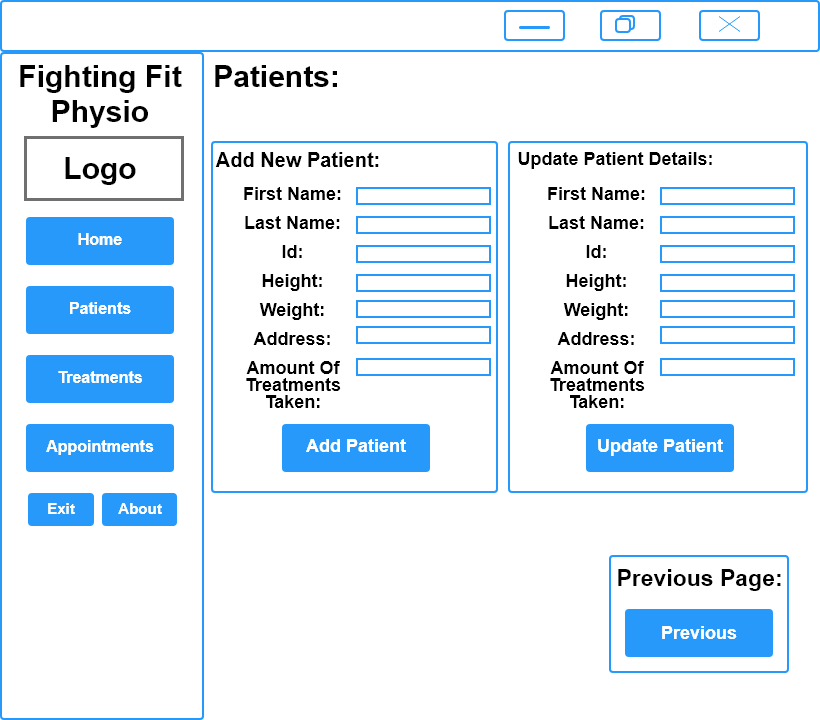 Fighting Fit
Physio
Logo
Home
Patients
Treatments
Appointments
Exit
About
Patients:
Add New Patient:
First Name:
Last Name:
Id:
Height:
Weight:
Address:
Amount Of
Treatments
Taken:
Add Patient
Update Patient Details:
First Name:
Last Name:
Id:
Height:
Weight:
Address:
Amount Of
Treatments
Taken:
Update Patient
Previous Page:
Previous